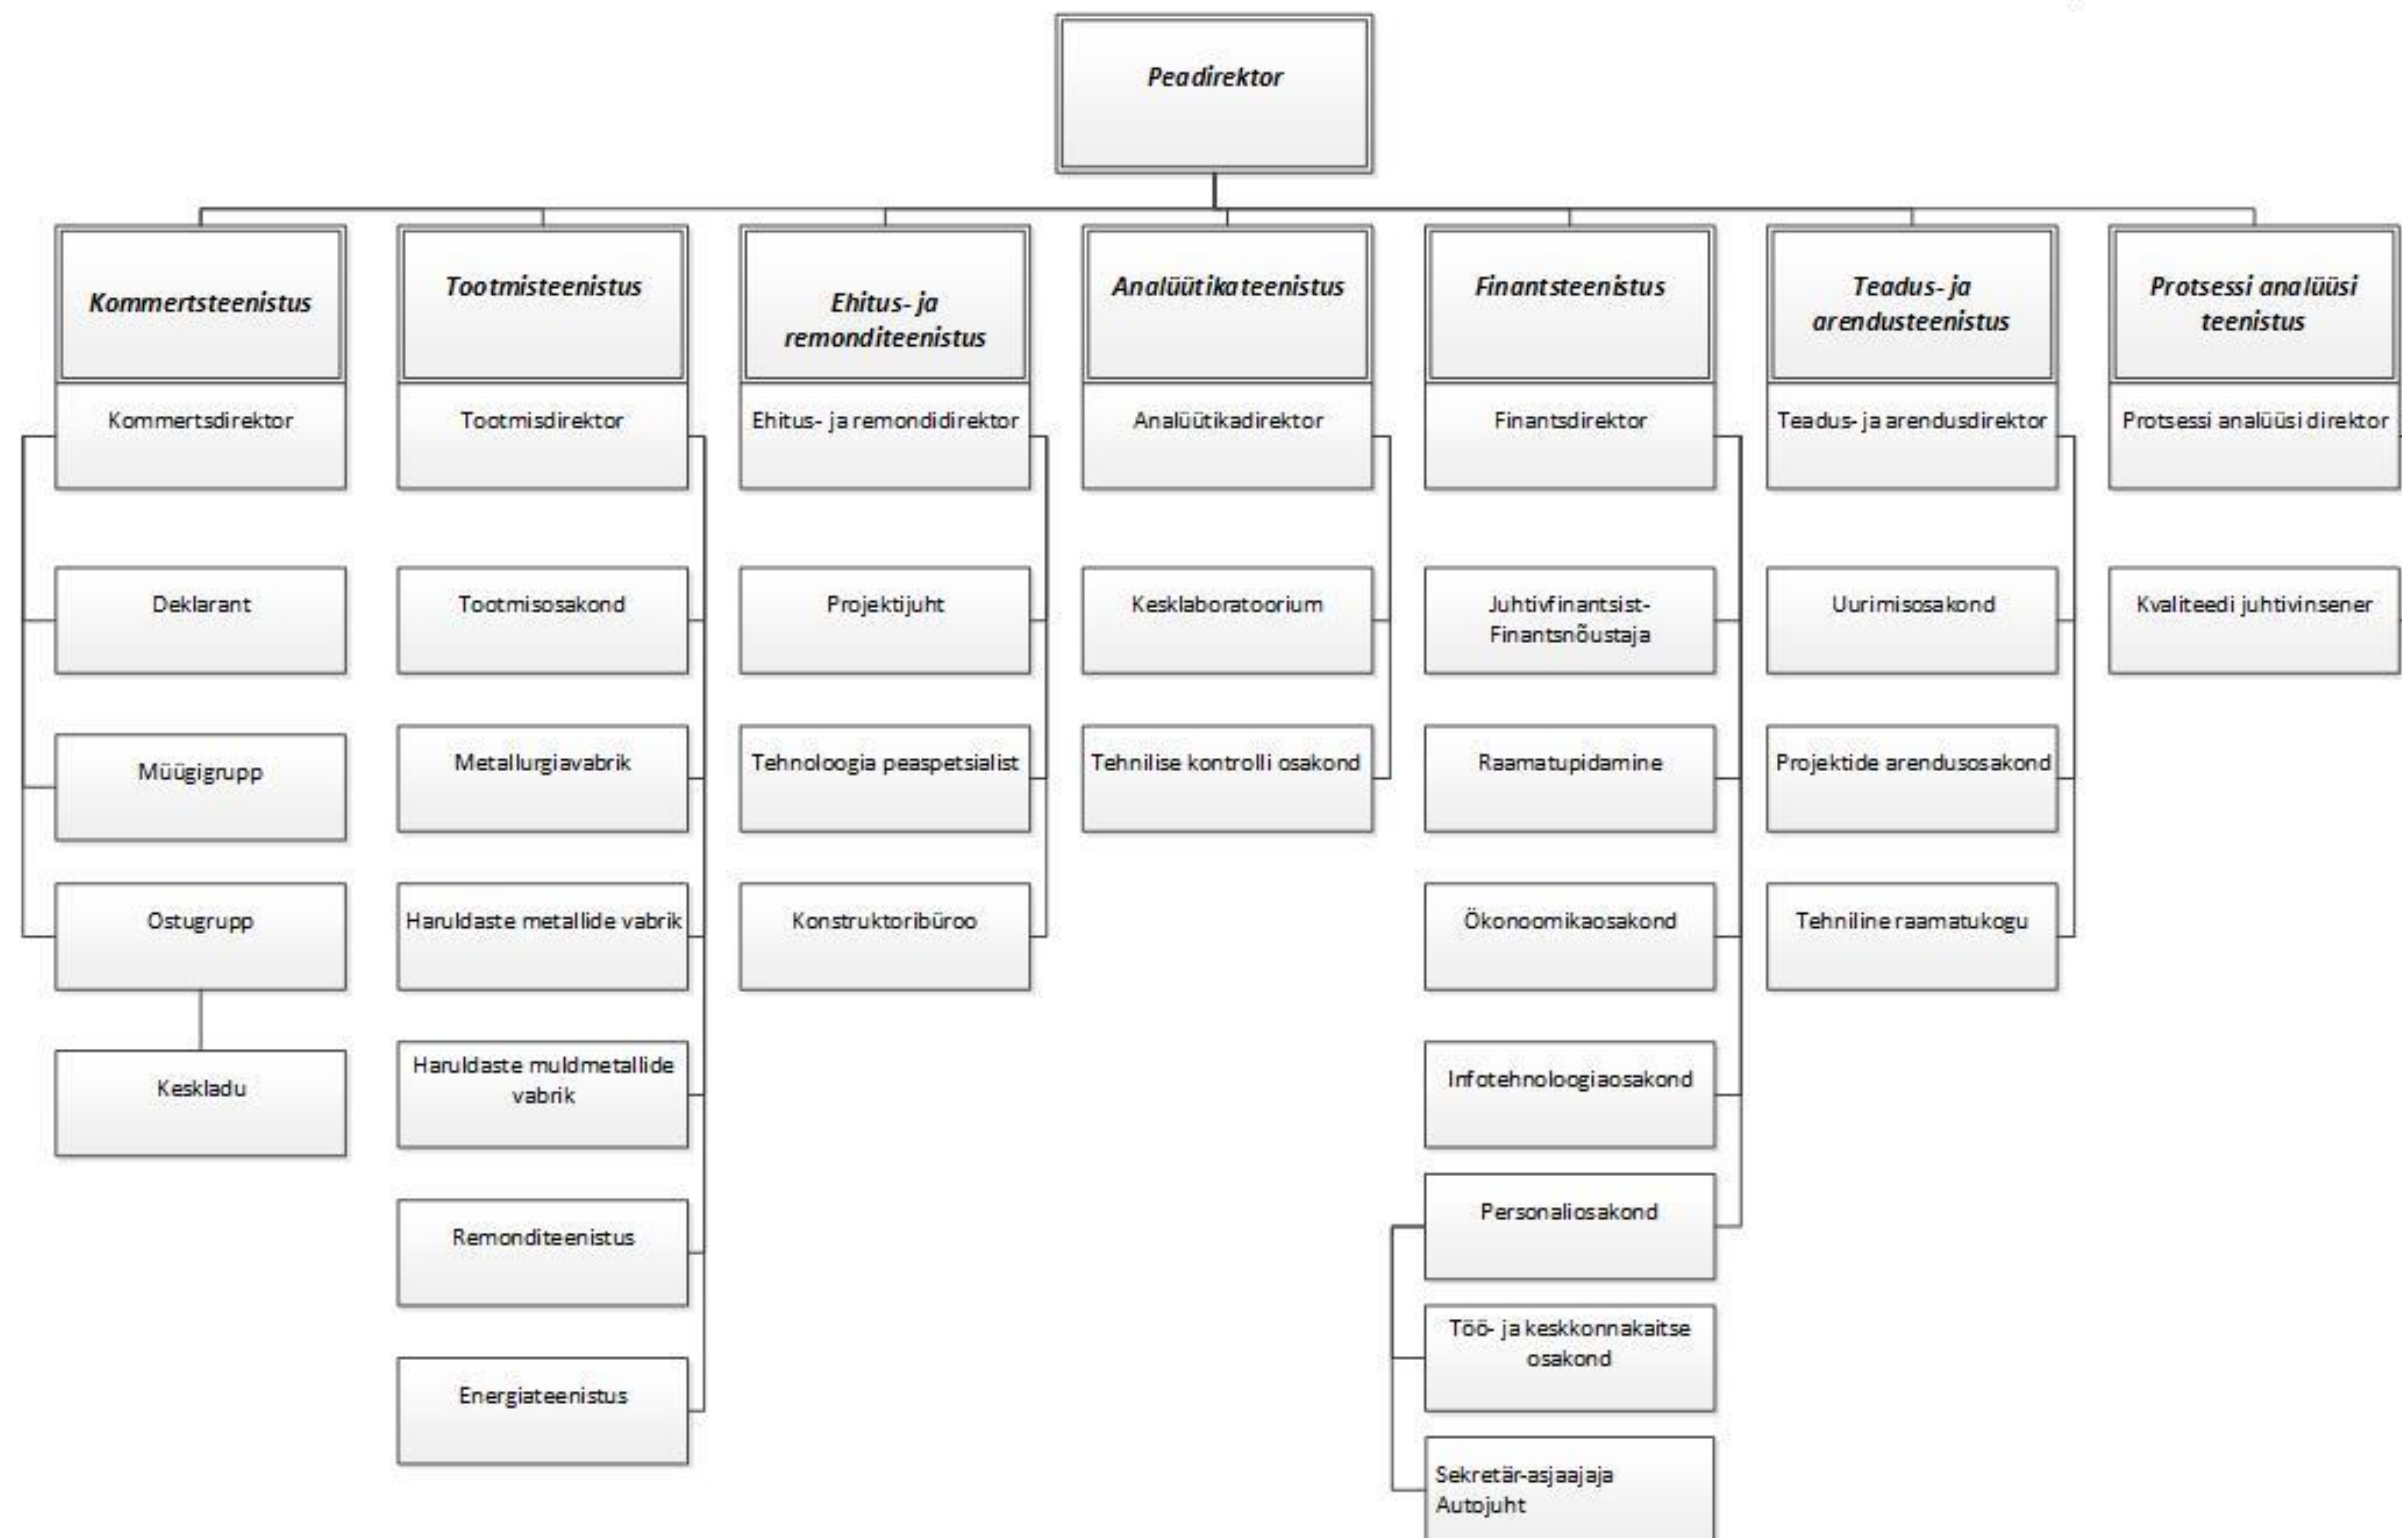 Peadirektor
Kommertsteenistus
Tootmisteenistus
Ehitus- ja
remonditeenistus
Analüütikateenistus
Finantsteenistus
Teadus- ja
arendusteenistus
Protsessi analüüsi
teenistus
Kommertsdirektor
Tootmisdirektor
Ehitus- ja remondidirektor
Analüütikadirektor
Finantsdirektor
Teadus- ja arendusdirektor
Protsessi analüüsi direktor
Deklarant
Tootmisosakond
Projektijuht
Kesklaboratoorium
Juhtivfinantsist-
Finantsnõustaja
Uurimisosakond
Kvaliteedi juhtivinsener
Müügigrupp
Metallurgiavabrik
Tehnoloogia peaspetsialist
Tehnilise kontrolli osakond
Raamatupidamine
Projektide arendusosakond
Ostugrupp
Haruldaste metallide vabrik
Konstruktoribüroo
Ökonoomikaosakond
Tehniline raamatukogu
Keskladu
Haruldaste muldmetallide
vabrik
Infotehnoloogiaosakond
Remonditeenistus
Personaliosakond
Energiateenistus
Töö- ja keskkonnakaitse
osakond
Sekretär-asjaajaja
Autojuht